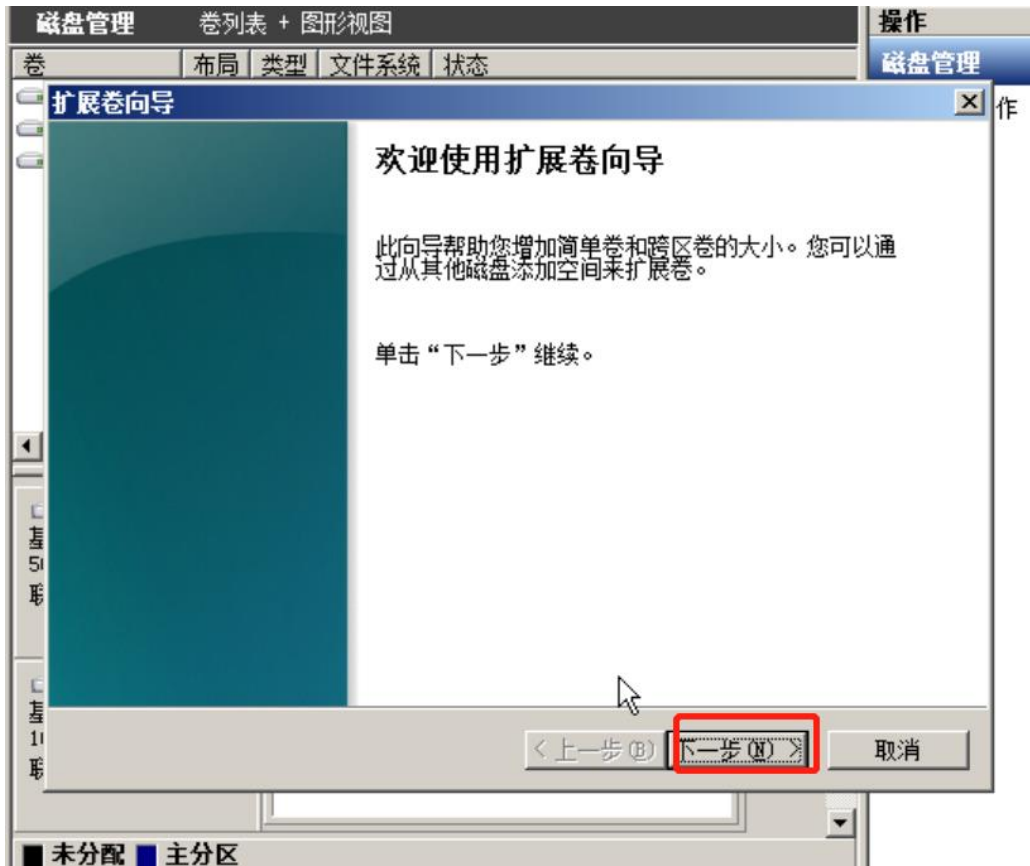 磁盘管理 卷列表 + 图形视图
操作
卷 布局 类型 文件系统 状态
磁盘管理
扩展卷向导
作
欢迎使用扩展卷向导
此向导帮助您增加简单卷和跨区卷的大小。您可以通
过从其他磁盘添加空间来扩展卷。
单击“下一步”继续。
基
联
基
联
< 上一步(B) 下一步(N) > 取消
未分配 主分区